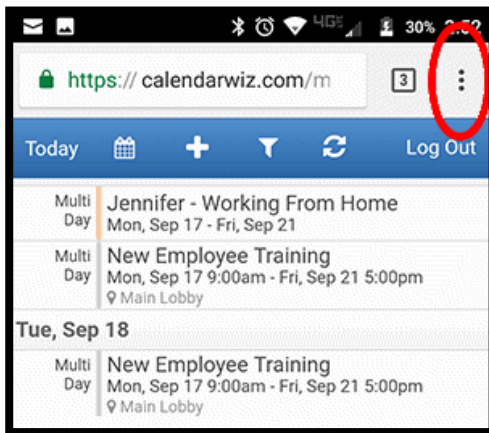 4G 30% 2:52
https://calendarwiz.com/m 3
Today Log Out
Multi Day Jennifer - Working From Home
Mon, Sep 17 - Fri, Sep 21
Multi Day New Employee Training
Mon, Sep 17 9:00am - Fri, Sep 21 5:00pm
Main Lobby
Tue, Sep 18
Multi Day New Employee Training
Mon, Sep 17 9:00am - Fri, Sep 21 5:00pm
Main Lobby